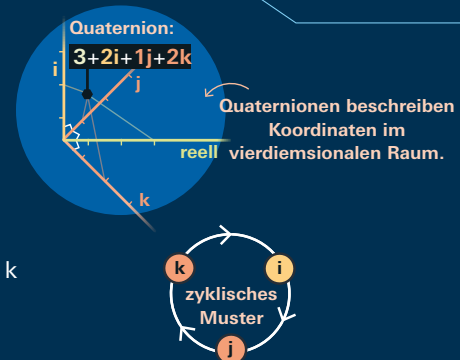 Quaternion:
3+2i+1j+2k
i
j
Quaternionen beschreiben
Koordinaten im
reell
vierdiemsionalen Raum.
k
k
k
i
zyklisches
Muster
j